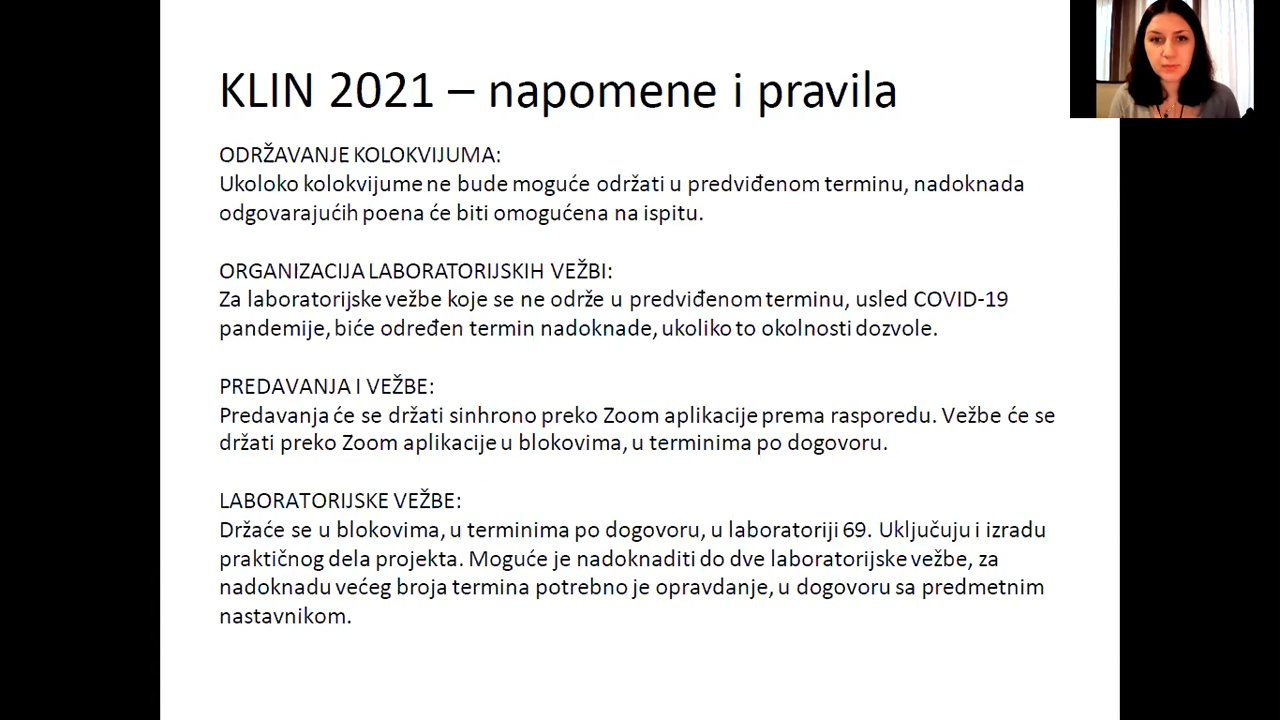 KLIN 2021 – napomene i pravila
ODRŽAVANJE KOLOKVIJUMA:
Ukoloko kolokvijume ne bude moguće održati u predviđenom terminu, nadoknada
odgovarajućih poena će biti omogućena na ispitu.
ORGANIZACIJA LABORATORIJSKIH VEŽBI:
Za laboratorijske vežbe koje se ne održe u predviđenom terminu, usled COVID-19
pandemije, biće određen termin nadoknade, ukoliko to okolnosti dozvole.
PREDAVANJA I VEŽBE:
Predavanja će se držati sinhrono preko Zoom aplikacije prema rasporedu. Vežbe će se
držati preko Zoom aplikacije u blokovima, u terminima po dogovoru.
LABORATORIJSKE VEŽBE:
Držaće se u blokovima, u terminima po dogovoru, u laboratoriji 69. Uključuju i izradu
praktičnog dela projekta. Moguće je nadoknaditi do dve laboratorijske vežbe, za
nadoknadu većeg broja termina potrebno je opravdanje, u dogovoru sa predmetnim
nastavnikom.